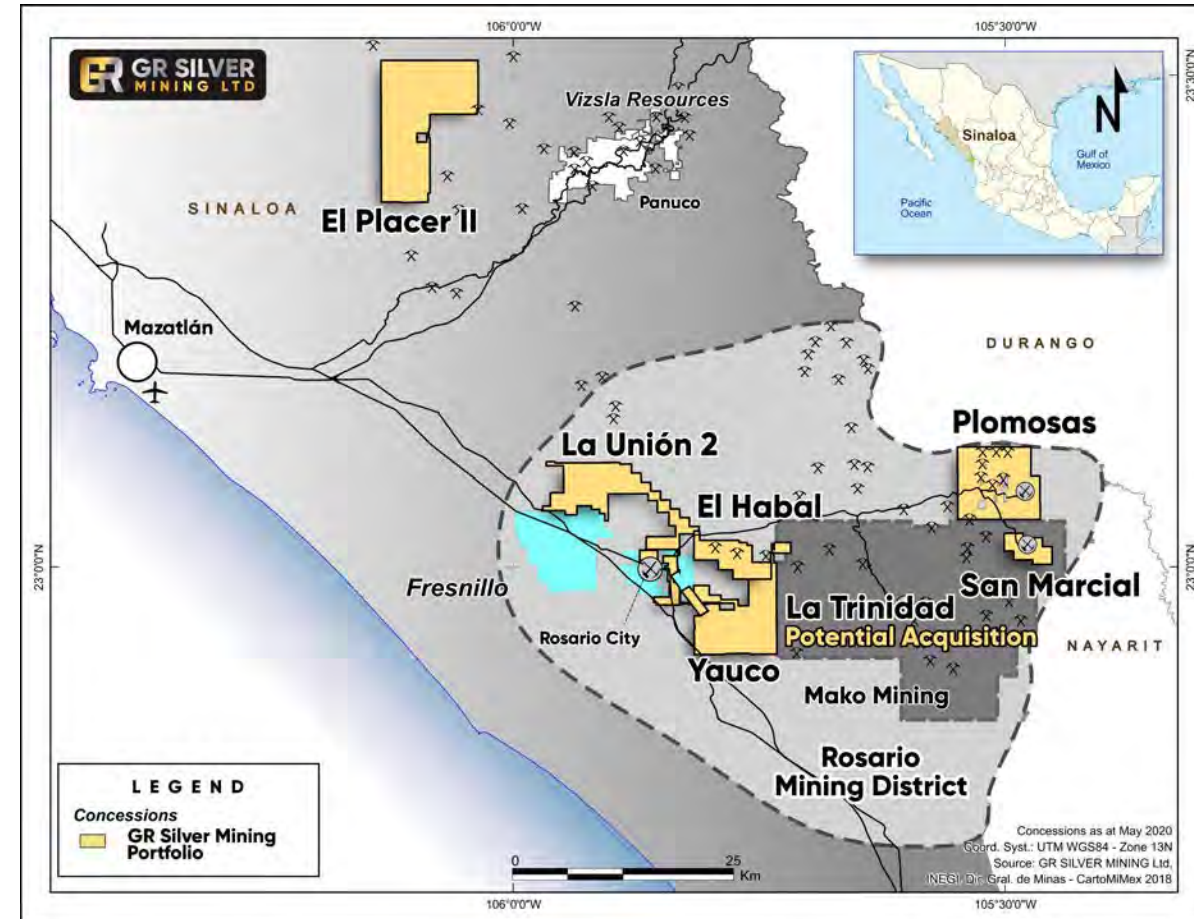 106°0'0"W
105°30'0"W
GR SILVER
MINING LTD
23°30'0"N
Vizsla Resources
Sinaloa
N
Gulf of
Mexico
Pacific
Ocean
SINALOA
Panuco
El Placer II
Mazatlán
DURANGO
Plomosas
La Unión 2
El Habal
23°0'0"N
23°0'0"N
Fresnillo
San Marcial
La Trinidad
Potential Acquisition
Rosario City
NAYARIT
Yauco
Mako Mining
Rosario
Mining District
LEGEND
Concessions
GR Silver Mining
Portfolio
0 25
Km
Concessions as at May 2020
Coord. Syst.: UTM WGS84 - Zone 13N
Source: GR SILVER MINING Ltd,
INEGI, Dir. Gral. de Minas - CartoMiMex 2018
106°0'0"W
105°30'0"W